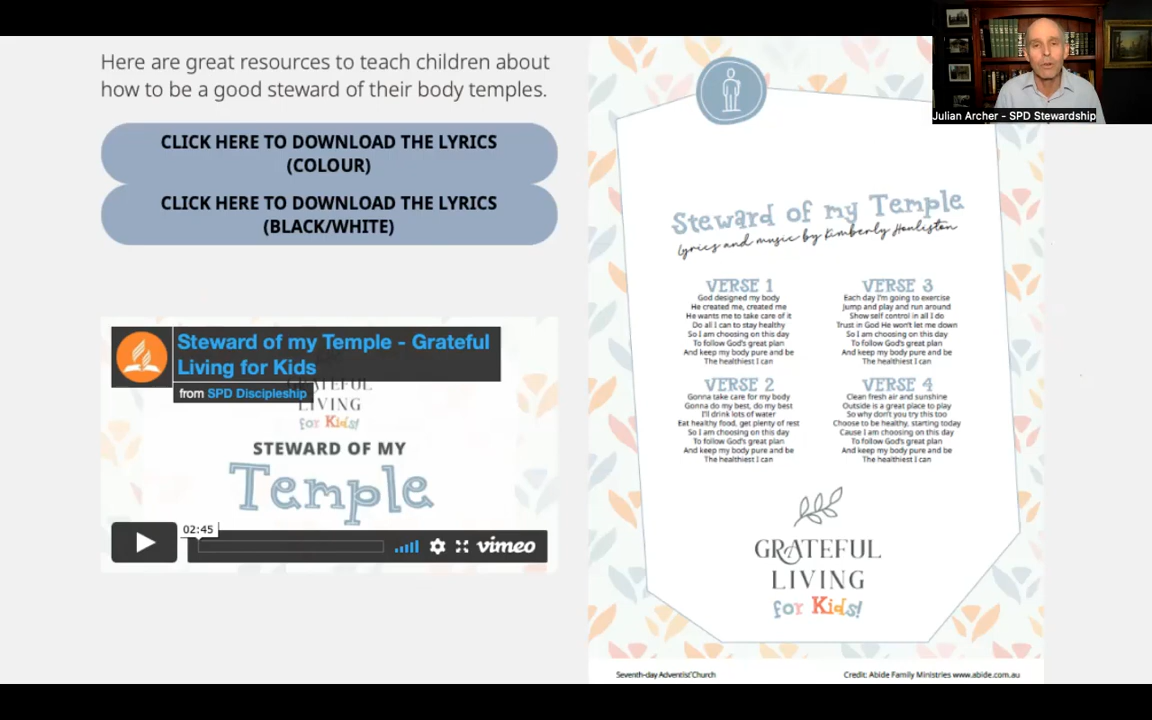 Here are great resources to teach children about
how to be a good steward of their body temples.
CLICK HERE TO DOWNLOAD THE LYRICS
(COLOUR)
CLICK HERE TO DOWNLOAD THE LYRICS
(BLACK/WHITE)
Steward of my Temple - Grateful
Living for Kids
from SPD Discipleship
GRATEFUL
LIVING
for Kids!
STEWARD OF MY
Temple
02:45
vimeo
Julian Archer - SPD Stewardship
Steward of my Temple
Lyrics and music by Kimberly Houliston
VERSE 1
God designed my body
He created me, created me
He wants me to take care of it
Do all I can to stay healthy
So I am choosing on this day
To follow God's great plan
And keep my body pure and be
The healthiest I can
VERSE 2
Gonna take care for my body
Gonna do my best, do my best
I'll drink lots of water
Eat healthy food, get plenty of rest
So I am choosing on this day
To follow God's great plan
And keep my body pure and be
The healthiest I can
VERSE 3
Each day I'm going to exercise
Jump and play and run around
Show self control in all I do
Trust in God He won't let me down
So I am choosing on this day
To follow God's great plan
And keep my body pure and be
The healthiest I can
VERSE 4
Clean fresh air and sunshine
Outside is a great place to play
So why don't you try this too
Choose to be healthy, starting today
Cause I am choosing on this day
To follow God's great plan
And keep my body pure and be
The healthiest I can
GRATEFUL
LIVING
for Kids!
Seventh-day Adventist Church
Credit: Abide Family Ministries www.abide.com.au